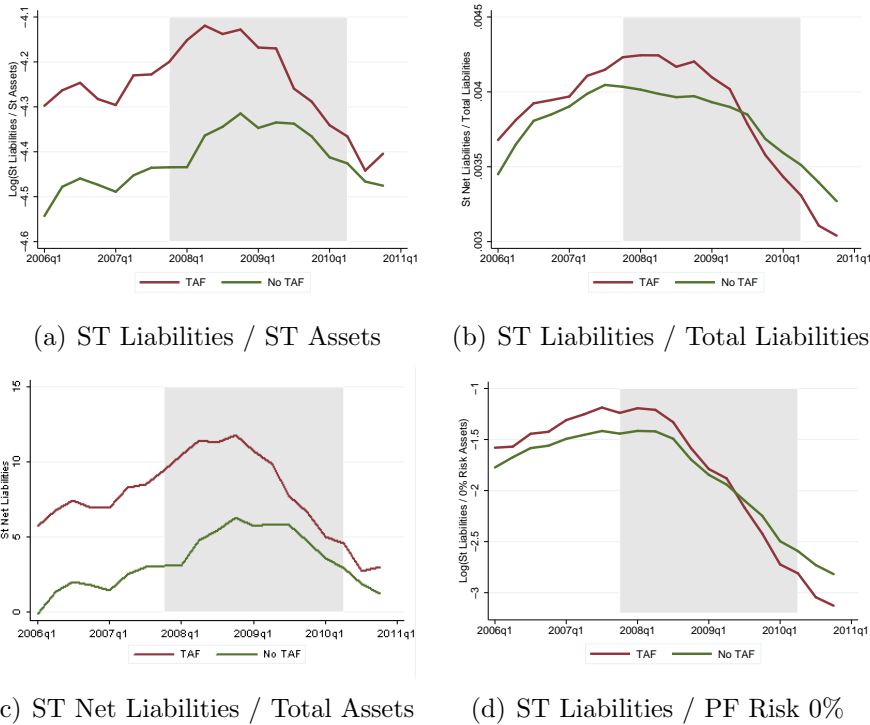 -4.1
-4.2
-4.3
-4.4
-4.5
-4.6
Log(St Liabilities / St Assets)
2006q1 2007q1 2008q1 2009q1 2010q1 2011q1
TAF No TAF
(a) ST Liabilities / ST Assets
.0045
.004
.0035
.003
St Net Liabilities / Total Liabilities
2006q1 2007q1 2008q1 2009q1 2010q1 2011q1
TAF No TAF
(b) ST Liabilities / Total Liabilities
15
10
5
0
St Net Liabilities
2006q1 2007q1 2008q1 2009q1 2010q1 2011q1
TAF No TAF
c) ST Net Liabilities / Total Assets
-1
-1.5
-2
-2.5
-3
Log(St Liabilities / 0% Risk Assets)
2006q1 2007q1 2008q1 2009q1 2010q1 2011q1
TAF No TAF
(d) ST Liabilities / PF Risk 0%